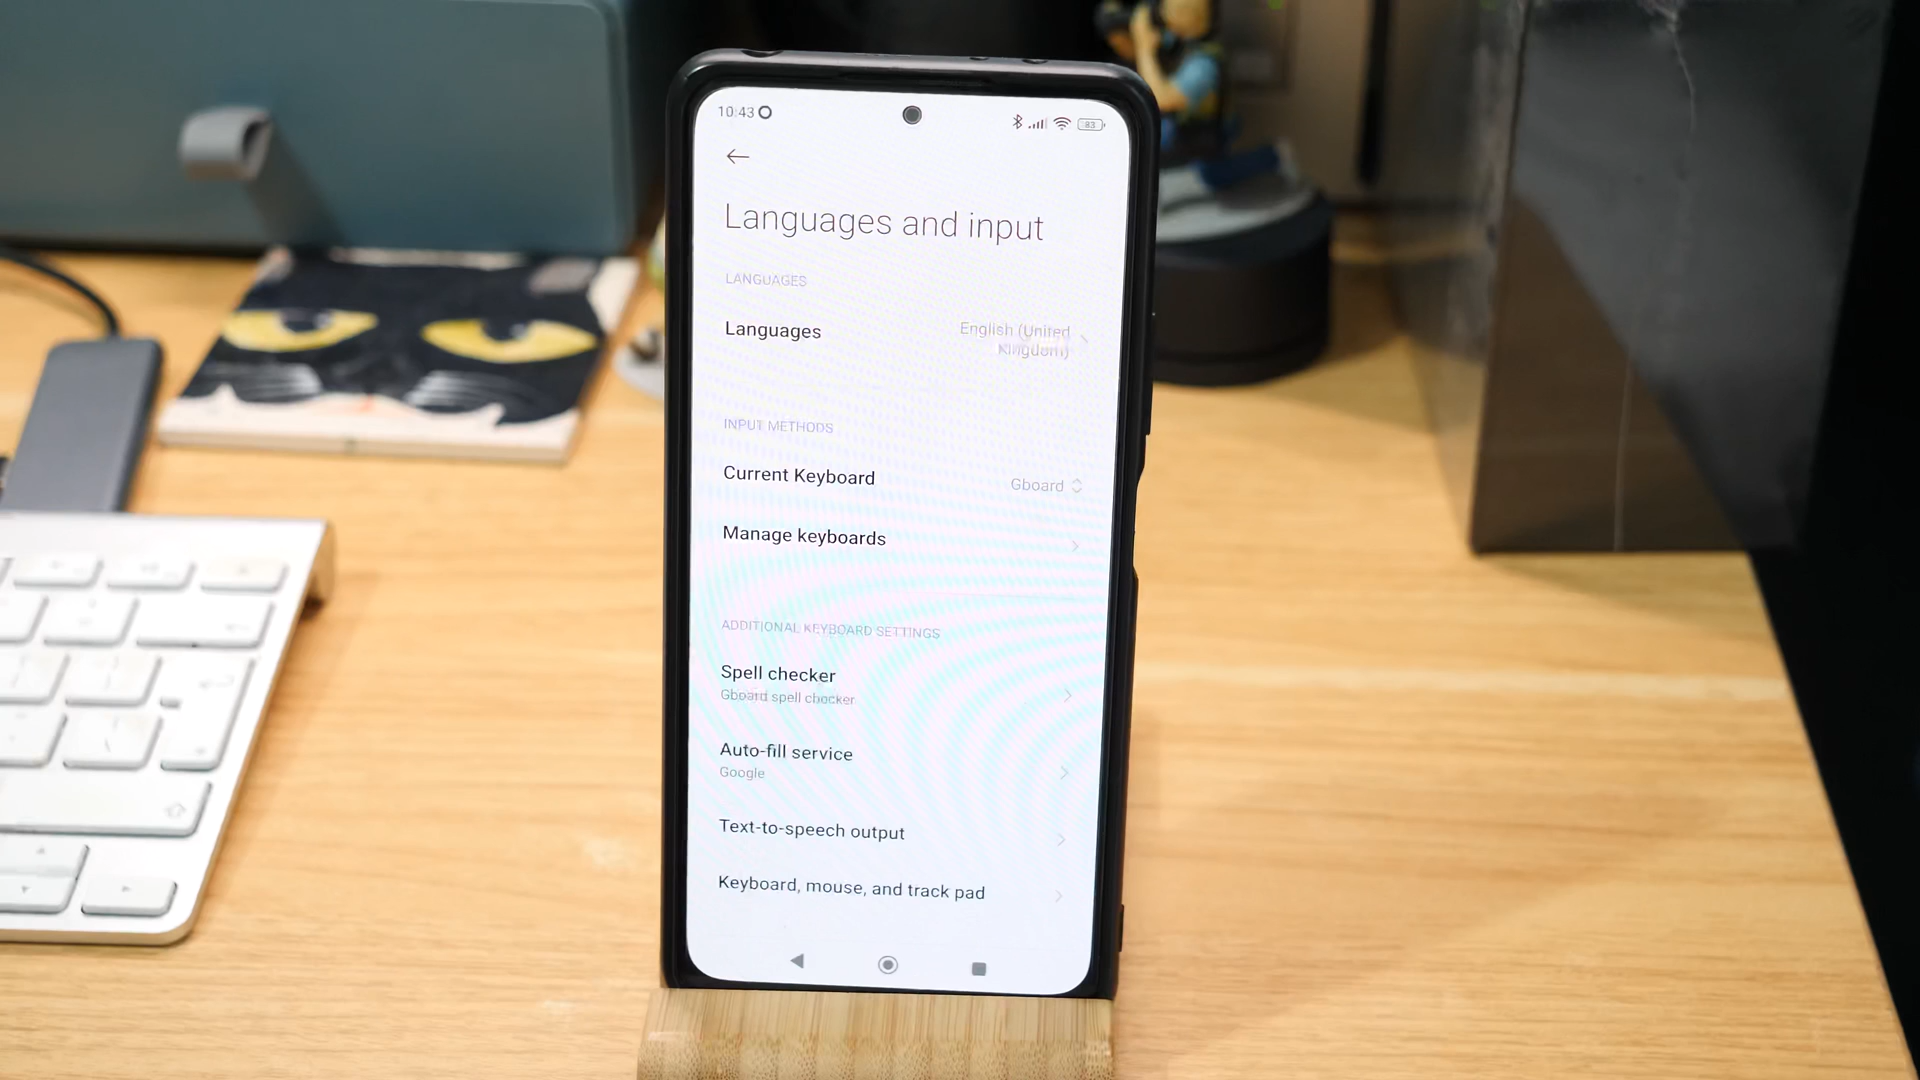 10:43
83
Languages and input
LANGUAGES
Languages
English (United
Kingdom)
INPUT METHODS
Current Keyboard
Gboard
Manage keyboards
ADDITIONAL KEYBOARD SETTINGS
Spell checker
Gboard spell checker
Auto-fill service
Google
Text-to-speech output
Keyboard, mouse, and track pad